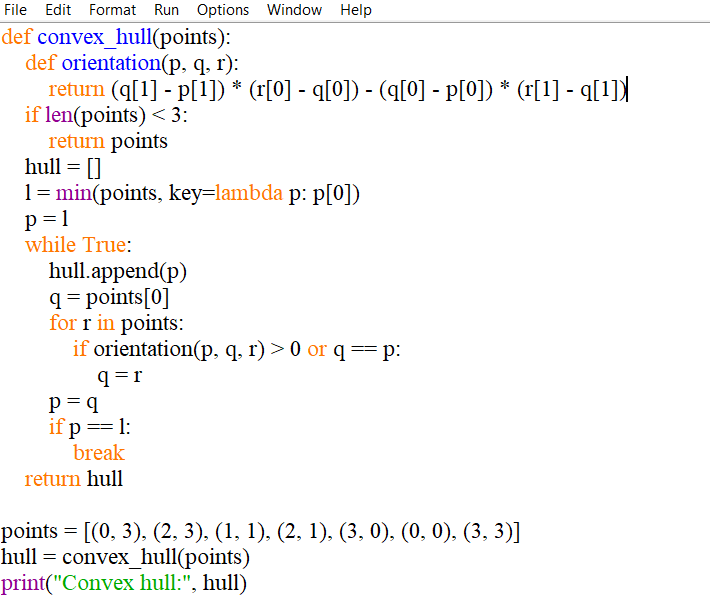 File Edit Format Run Options Window Help
def convex_hull(points):
    def orientation(p, q, r):
        return (q[1] - p[1]) * (r[0] - q[0]) - (q[0] - p[0]) * (r[1] - q[1])
    if len(points) < 3:
        return points
    hull = []
    l = min(points, key=lambda p: p[0])
    p = l
    while True:
        hull.append(p)
        q = points[0]
        for r in points:
            if orientation(p, q, r) > 0 or q == p:
                q = r
        p = q
        if p == l:
            break
    return hull

points = [(0, 3), (2, 3), (1, 1), (2, 1), (3, 0), (0, 0), (3, 3)]
hull = convex_hull(points)
print("Convex hull:", hull)